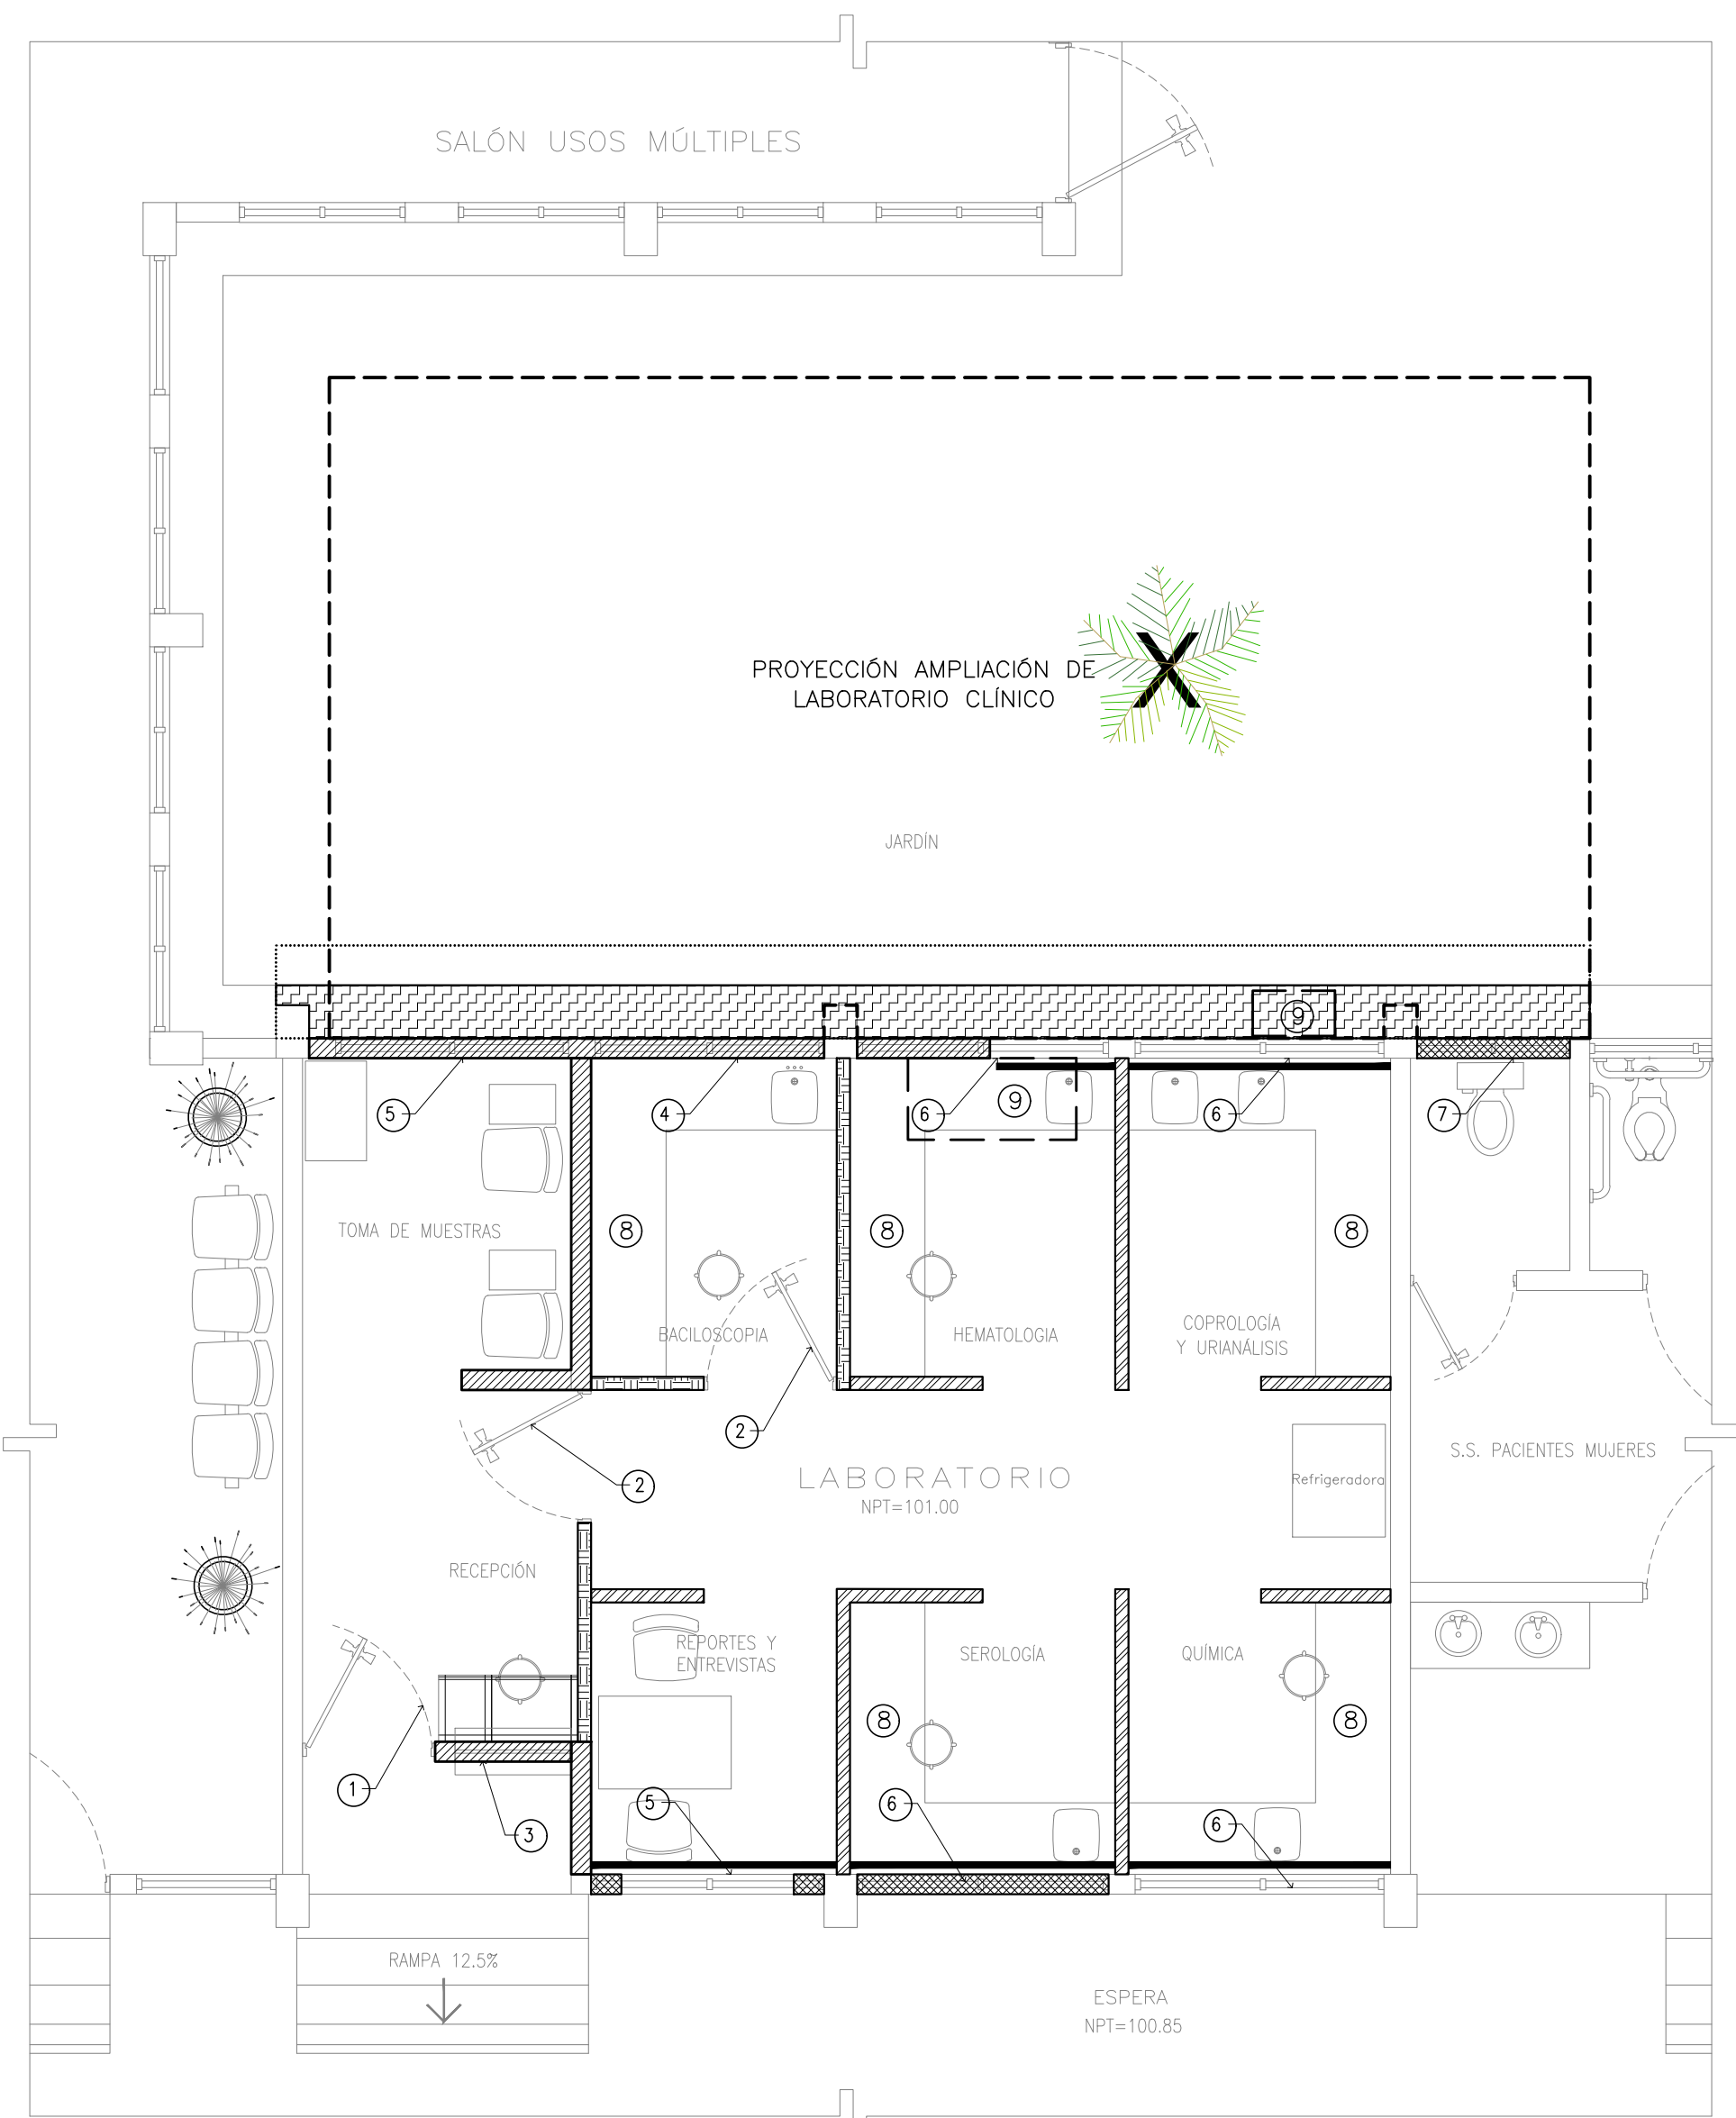 SALÓN USOS MÚLTIPLES
PROYECCIÓN AMPLIACIÓN DE
LABORATORIO CLÍNICO
X
JARDÍN
9
5
4
6
9
6
7
TOMA DE MUESTRAS
8
8
8
BACILOSCOPIA
HEMATOLOGIA
COPROLOGÍA
Y URIANÁLISIS
2
2
LABORATORIO
NPT=101.00
Refrigeradora
S.S. PACIENTES MUJERES
RECEPCIÓN
REPORTES Y
ENTREVISTAS
SEROLOGÍA
QUÍMICA
8
8
1
5
6
6
3
RAMPA 12.5%
ESPERA
NPT=100.85